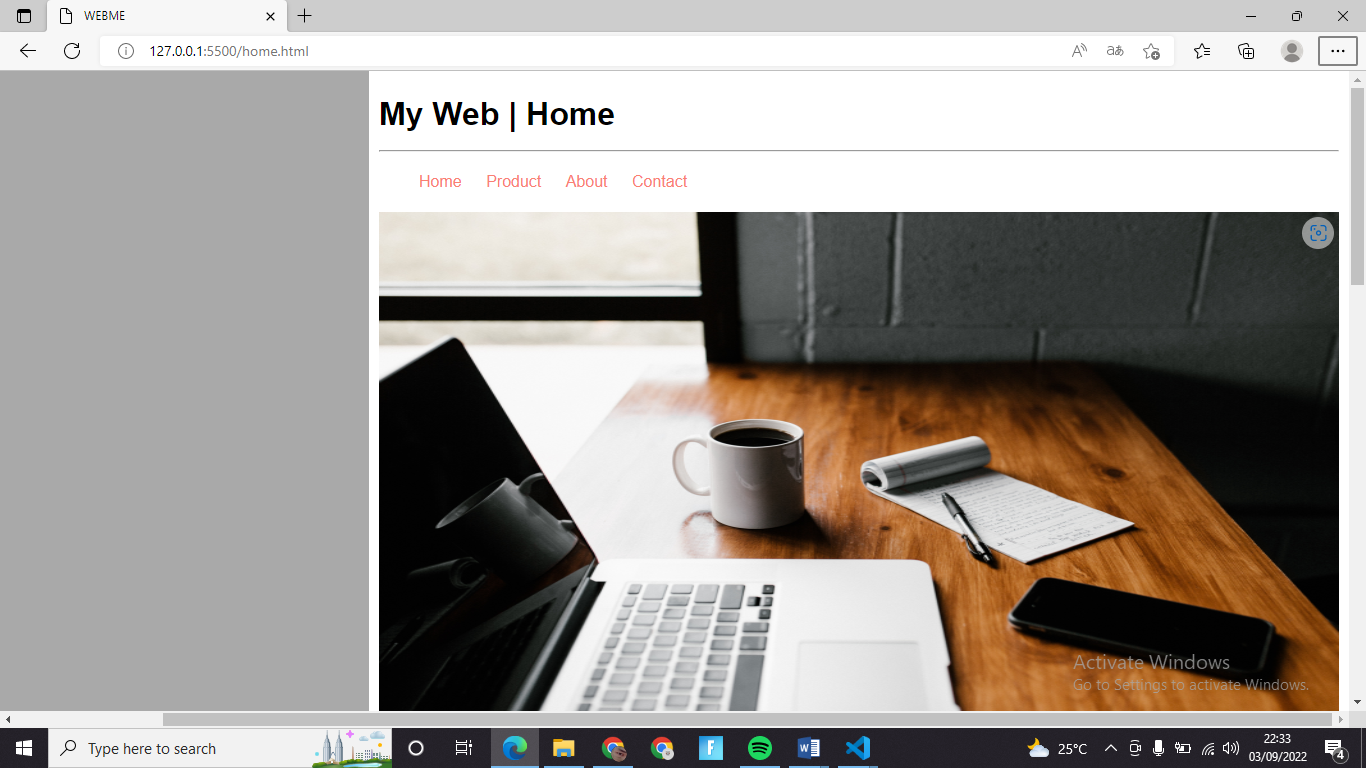 WEBME
127.0.0.1:5500/home.html
My Web | Home
Home Product About Contact
Activate Windows
Go to Settings to activate Windows.
Type here to search
25°C
22:33
03/09/2022
4